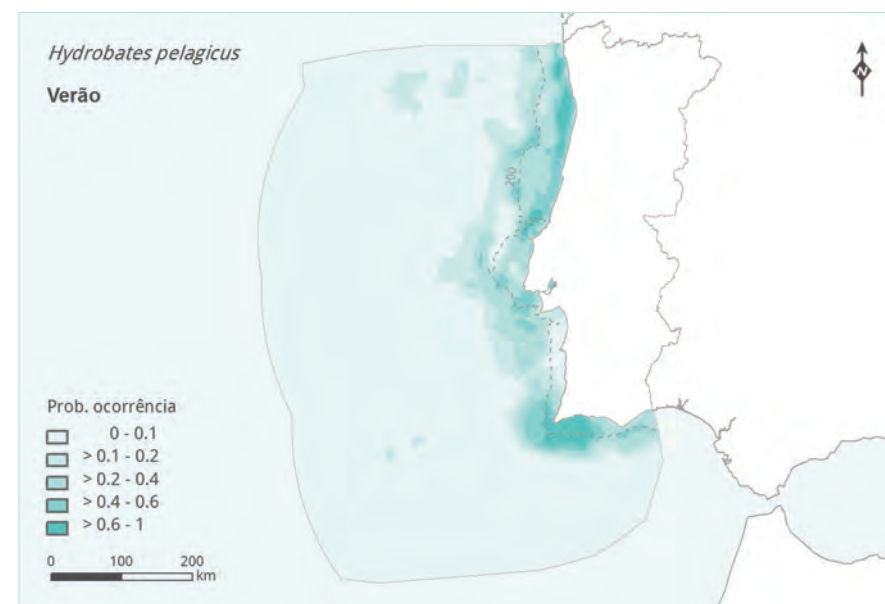 Hydrobates pelagicus
Verão
N
200
Prob. ocorrência
0 - 0.1
> 0.1 - 0.2
> 0.2 - 0.4
> 0.4 - 0.6
> 0.6 - 1
0 100 200
km